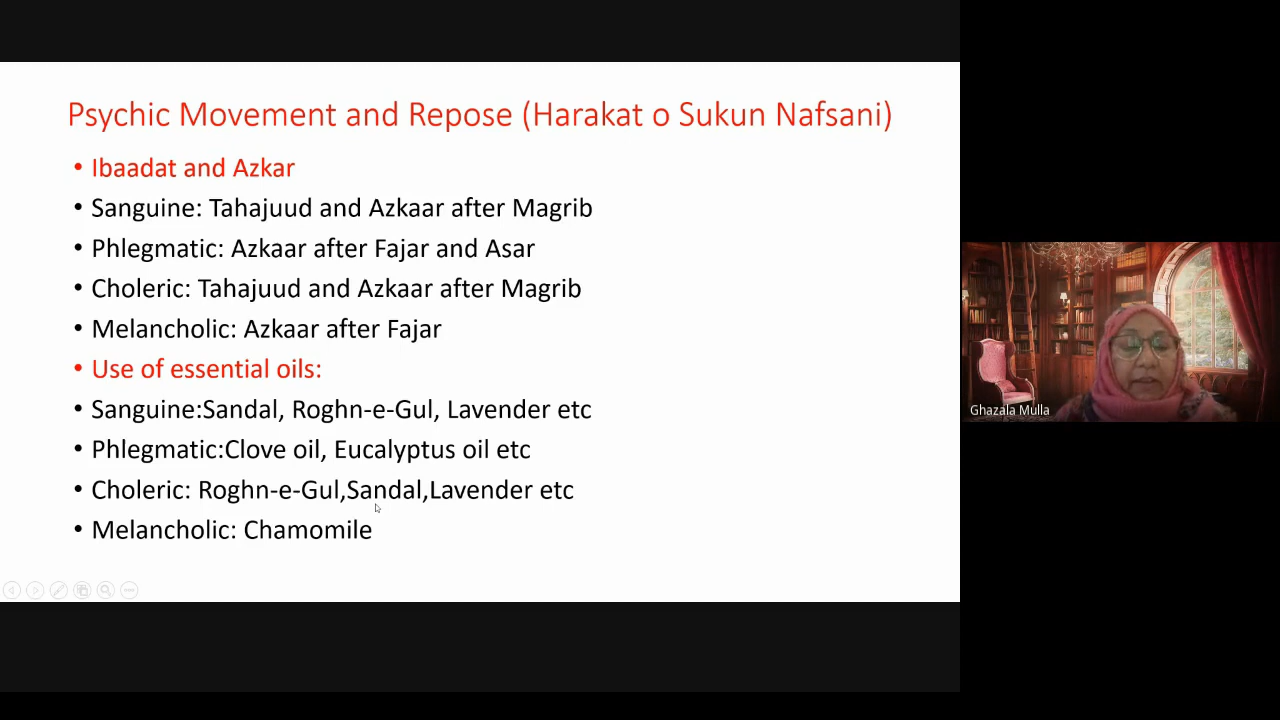 Psychic Movement and Repose (Harakat o Sukun Nafsani)
• Ibaadat and Azkar
• Sanguine: Tahajuud and Azkaar after Magrib
• Phlegmatic: Azkaar after Fajar and Asar
• Choleric: Tahajuud and Azkaar after Magrib
• Melancholic: Azkaar after Fajar
• Use of essential oils:
• Sanguine:Sandal, Roghn-e-Gul, Lavender etc
• Phlegmatic:Clove oil, Eucalyptus oil etc
• Choleric: Roghn-e-Gul,Sandal,Lavender etc
• Melancholic: Chamomile
Ghazala Mulla